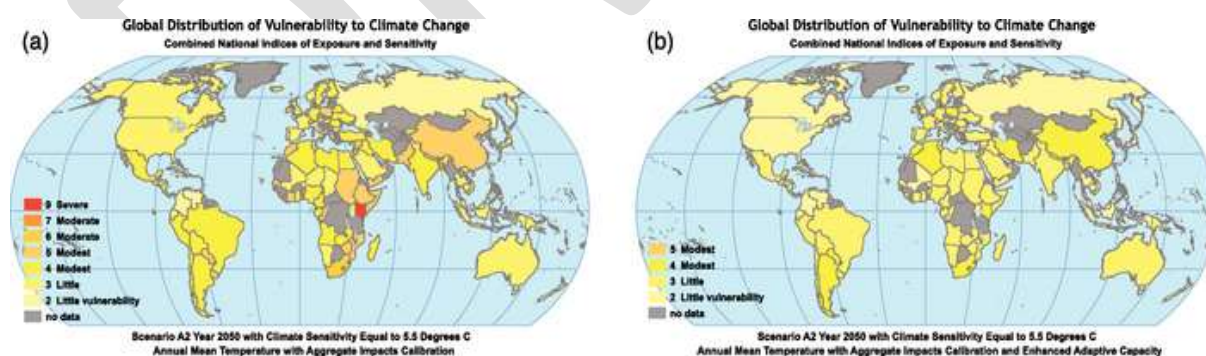 (a)
Global Distribution of Vulnerability to Climate Change
Combined National Indices of Exposure and Sensitivity
9 Severe
7 Moderate
6 Moderate
5 Modest
4 Modest
3 Little
2 Little vulnerability
no data
Scenario A2 Year 2050 with Climate Sensitivity Equal to 5.5 Degrees C
Annual Mean Temperature with Aggregate Impacts Calibration
(b)
Global Distribution of Vulnerability to Climate Change
Combined National Indices of Exposure and Sensitivity
5 Modest
4 Modest
3 Little
2 Little vulnerability
no data
Scenario A2 Year 2050 with Climate Sensitivity Equal to 5.5 Degrees C
Annual Mean Temperature with Aggregate Impacts Calibration and Enhanced Adaptive Capacity